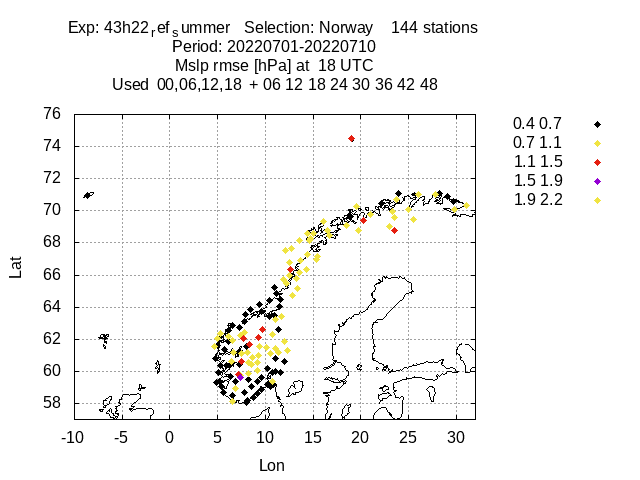 Exp: 43h22refsummer Selection: Norway 144 stations
Period: 20220701-20220710
Mslp rmse [hPa] at 18 UTC
Used 00,06,12,18 + 06 12 18 24 30 36 42 48
0.4 0.7
0.7 1.1
1.1 1.5
1.5 1.9
1.9 2.2
76
74
72
70
68
66
64
62
60
58
Lat
-10 -5 0 5 10 15 20 25 30
Lon